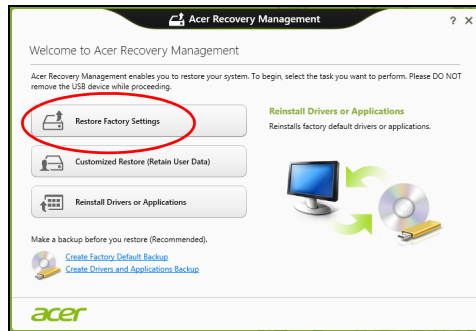 Acer Recovery Management
? ×
Welcome to Acer Recovery Management
Acer Recovery Management enables you to restore your system. To begin, select the task you want to perform. Please DO NOT
remove the USB device while proceeding.
Restore Factory Settings
Customized Restore (Retain User Data)
Reinstall Drivers or Applications
Reinstall Drivers or Applications
Reinstalls factory default drivers or applications.
Make a backup before you restore (Recommended).
Create Factory Default Backup
Create Drivers and Applications Backup
acer